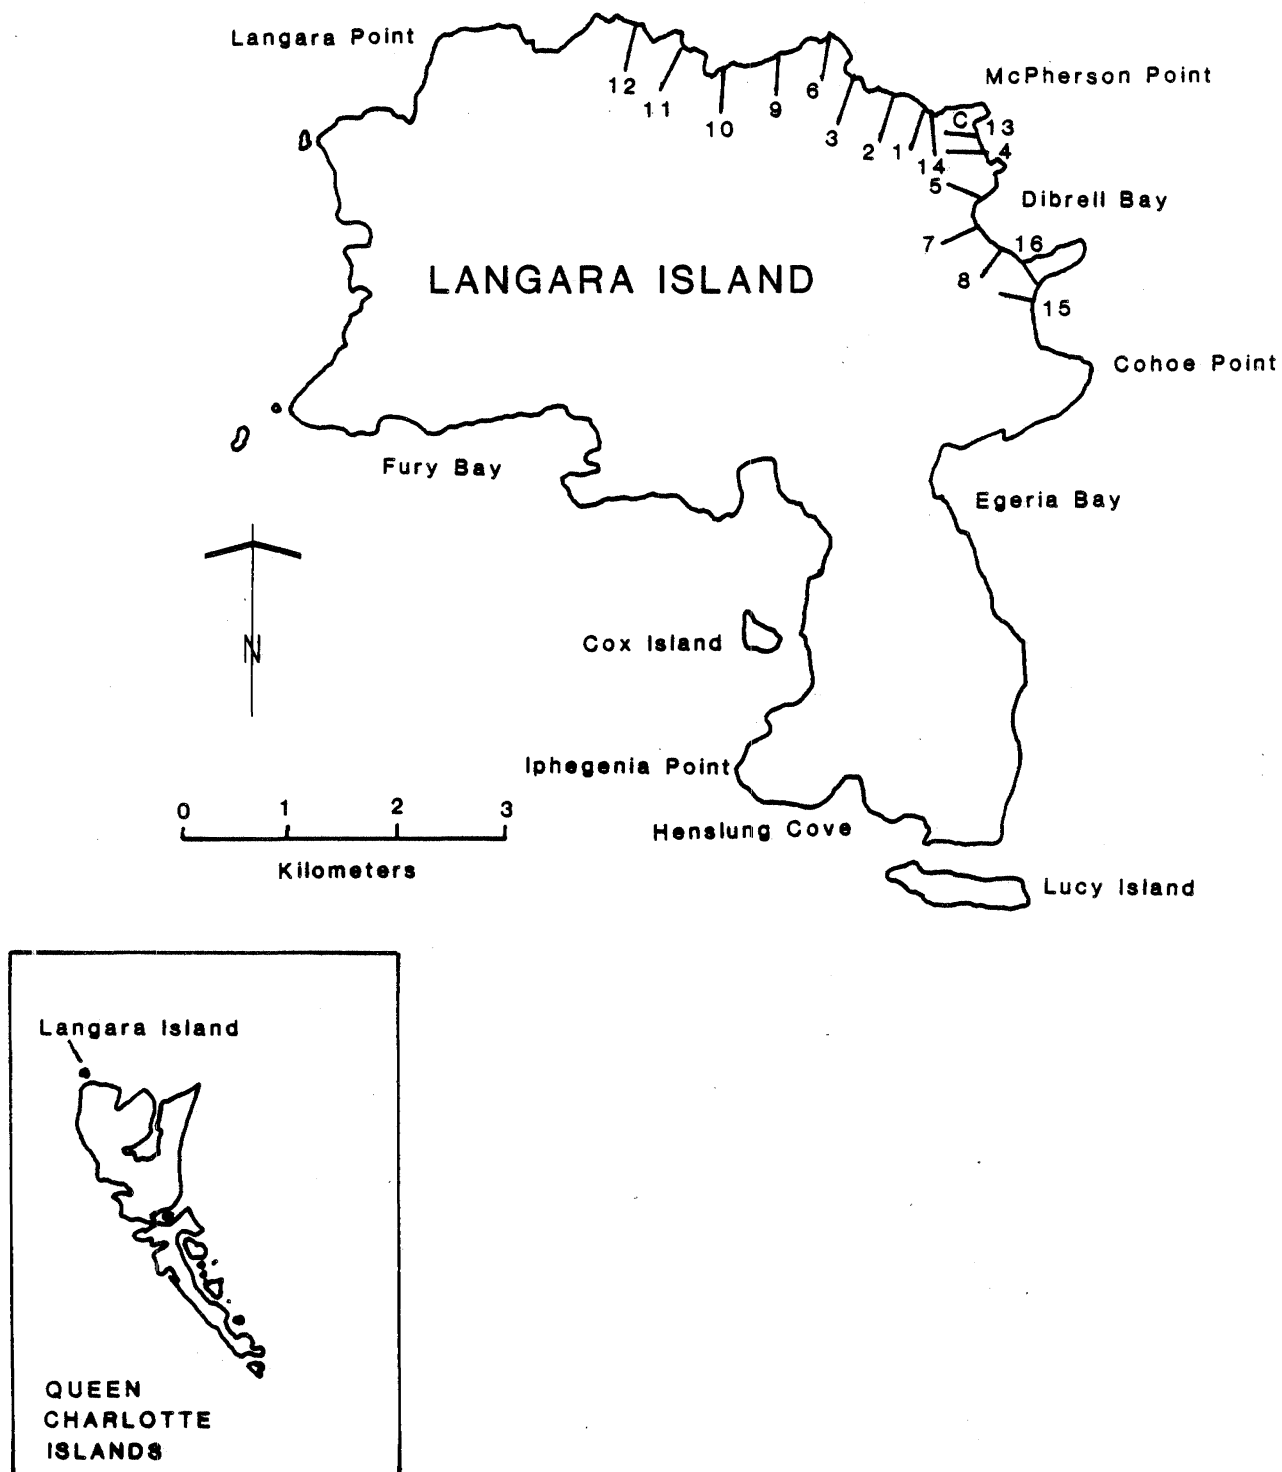 Langara Point
McPherson Point
12
11
10
9
6
3
2
1
14
C
13
4
5
Dibrell Bay
7
16
8
15
LANGARA ISLAND
Cohoe Point
Fury Bay
Egeria Bay
N
Cox Island
Iphegenia Point
0 1 2 3
Kilometers
Henslung Cove
Lucy Island
Langara Island
QUEEN
CHARLOTTE
ISLANDS